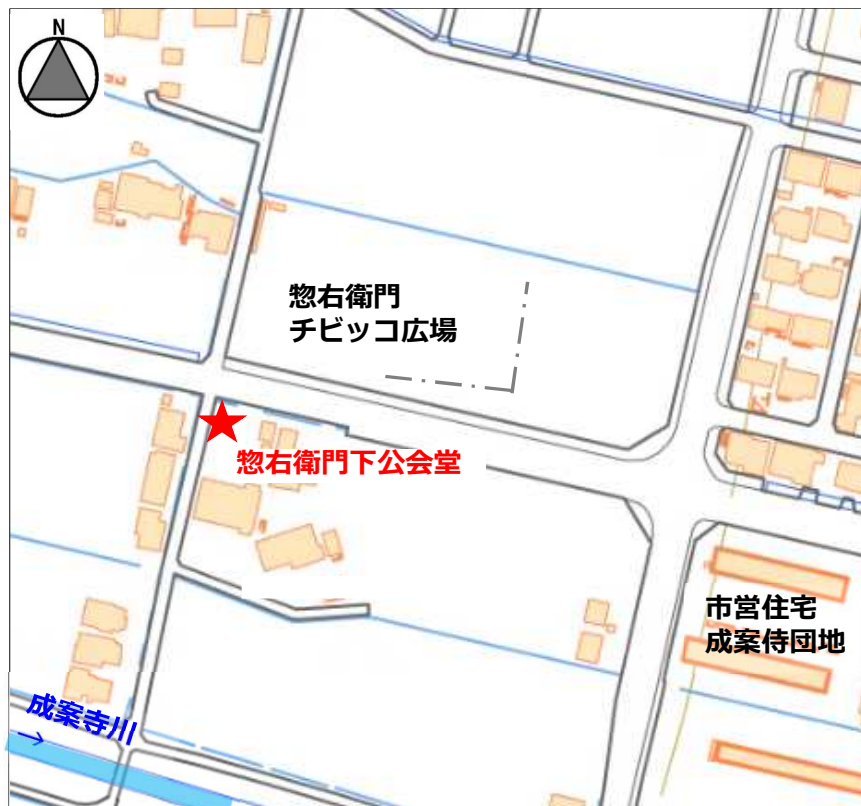 N
惣右衛門
チビッコ広場
惣右衛門下公会堂
市営住宅
成案侍団地
成案寺川